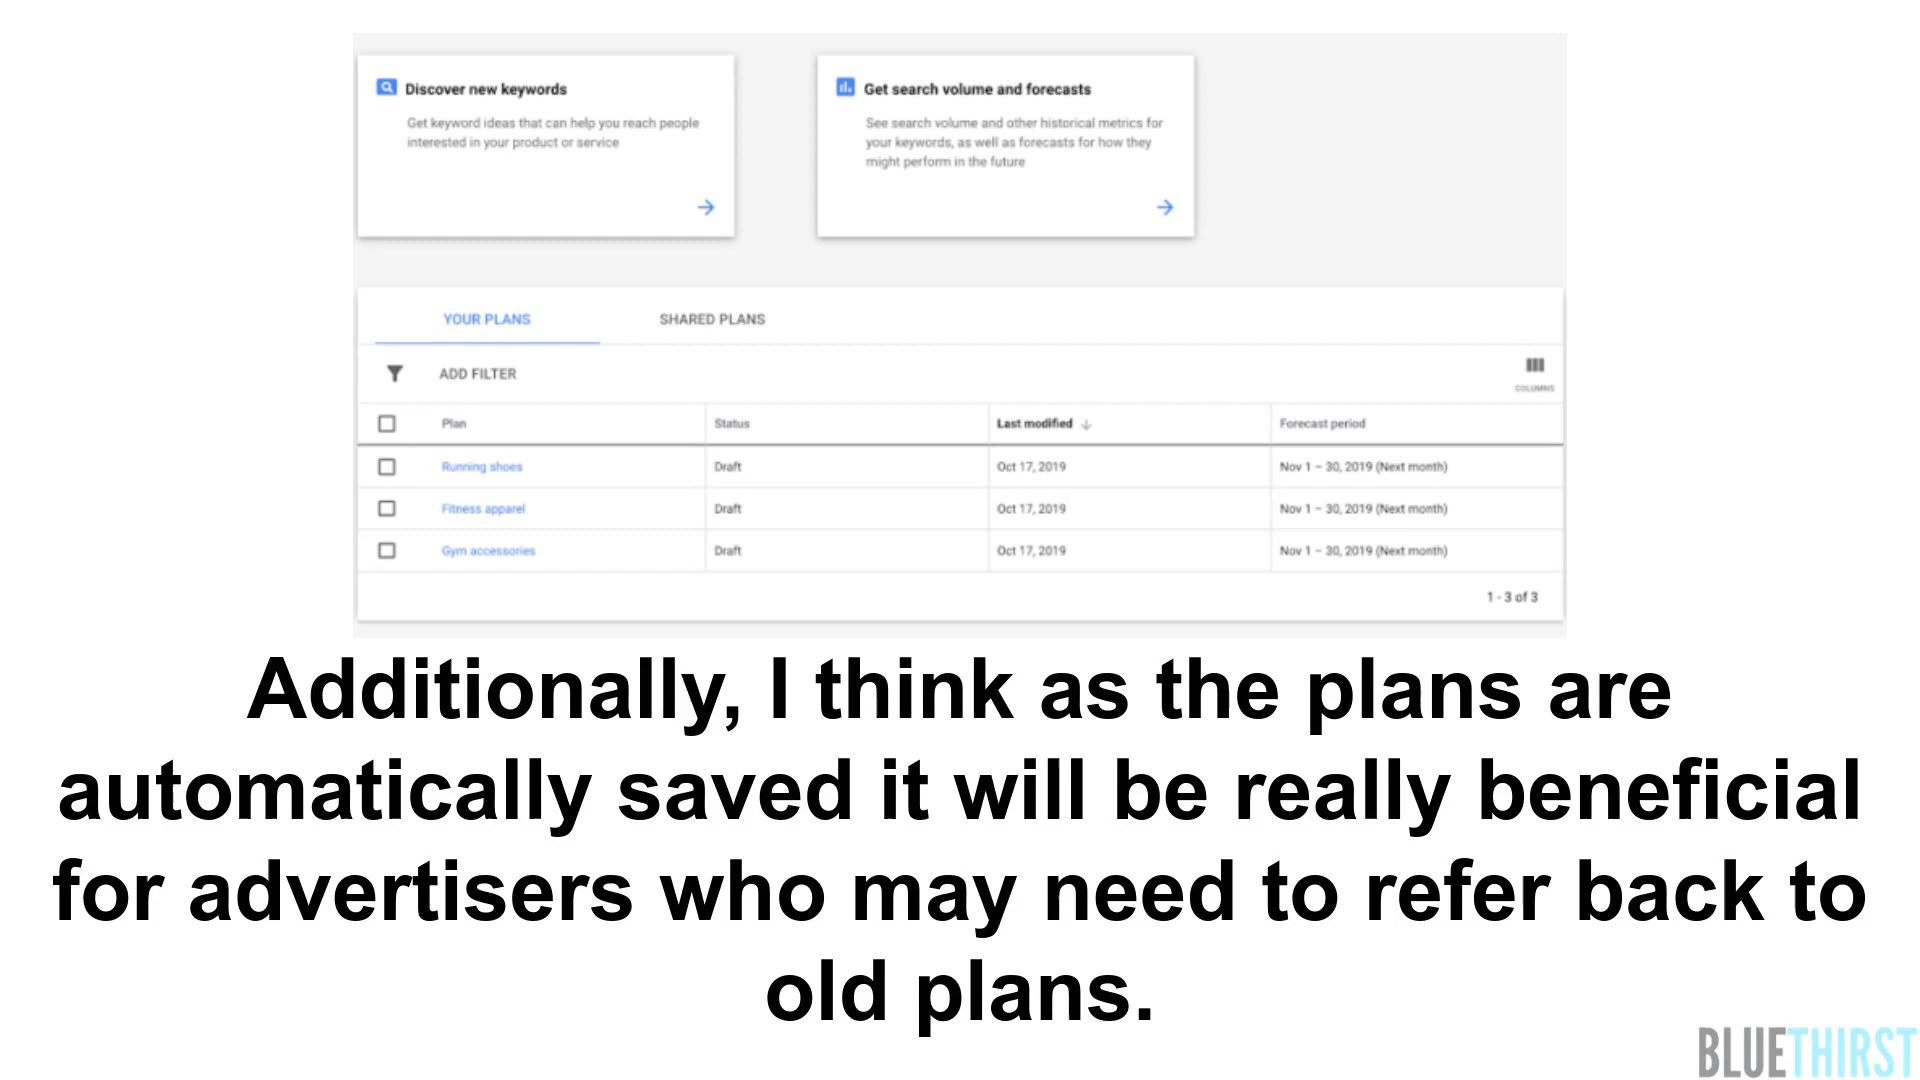 Discover new keywords
Get keyword ideas that can help you reach people
interested in your product or service
Get search volume and forecasts
See search volume and other historical metrics for
your keywords, as well as forecasts for how they
might perform in the future
YOUR PLANS SHARED PLANS
ADD FILTER
COLUMNS
Plan Status Last modified Forecast period
Running shoes Draft Oct 17, 2019 Nov 1 – 30, 2019 (Next month)
Fitness apparel Draft Oct 17, 2019 Nov 1 – 30, 2019 (Next month)
Gym accessories Draft Oct 17, 2019 Nov 1 – 30, 2019 (Next month)
1 - 3 of 3
Additionally, I think as the plans are
automatically saved it will be really beneficial
for advertisers who may need to refer back to
old plans.
BLUETHIRST